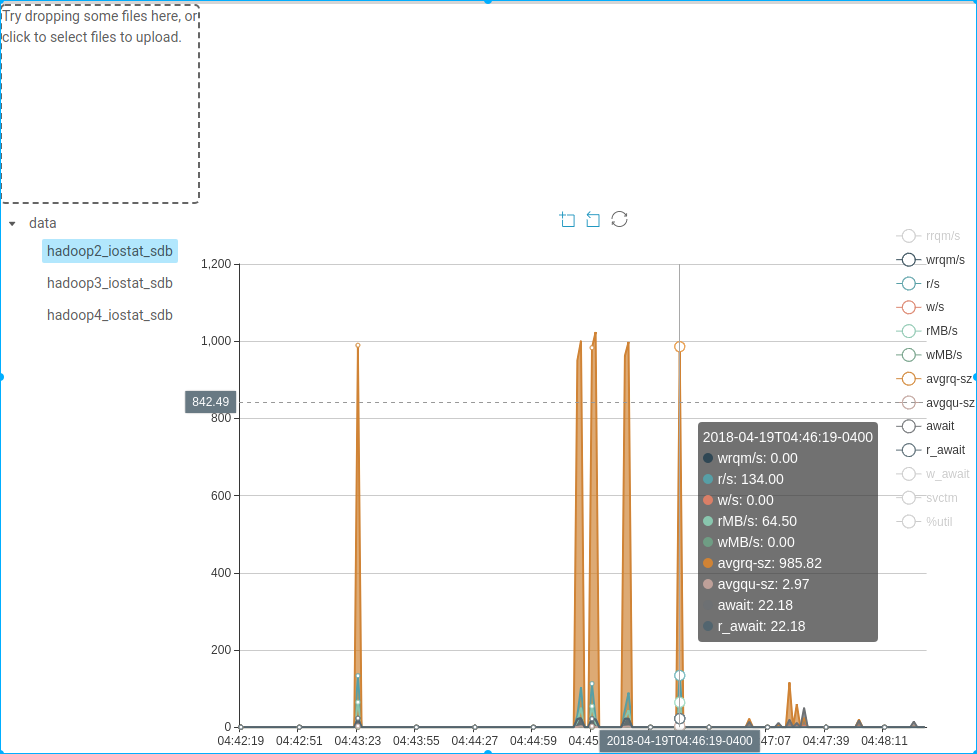 Try dropping some files here, or
click to select files to upload.
data
hadoop2_iostat_sdb
hadoop3_iostat_sdb
hadoop4_iostat_sdb
rrqm/s
wrqm/s
r/s
w/s
rMB/s
wMB/s
avgrq-sz
avgqu-sz
await
r_await
w_await
svctm
%util
1,200
1,000
842.49
800
600
400
200
0
2018-04-19T04:46:19-0400
wrqm/s: 0.00
r/s: 134.00
w/s: 0.00
rMB/s: 64.50
wMB/s: 0.00
avgrq-sz: 985.82
avgqu-sz: 2.97
await: 22.18
r_await: 22.18
04:42:19 04:42:51 04:43:23 04:43:55 04:44:27 04:44:59 04:45 2018-04-19T04:46:19-0400 47:07 04:47:39 04:48:11